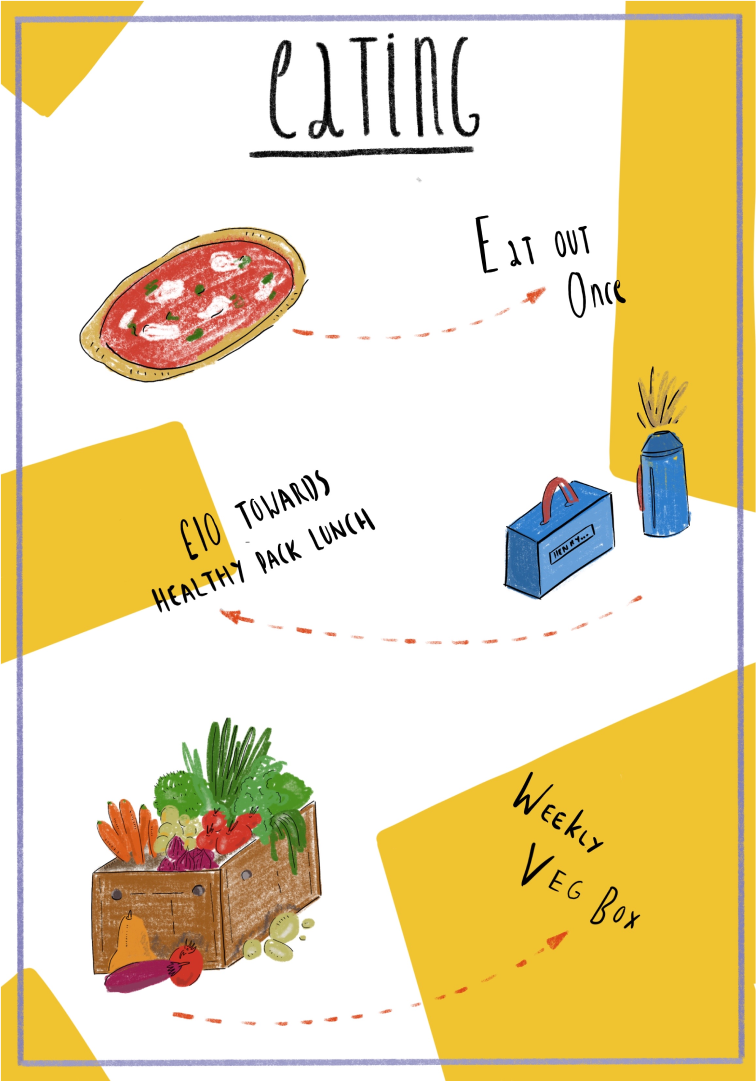 eATiNG
EAT OUT
Once
£10 TOWARDS
HEALTHY PACK LUNCH
HENRY...
WEEKLY
VEG BOX